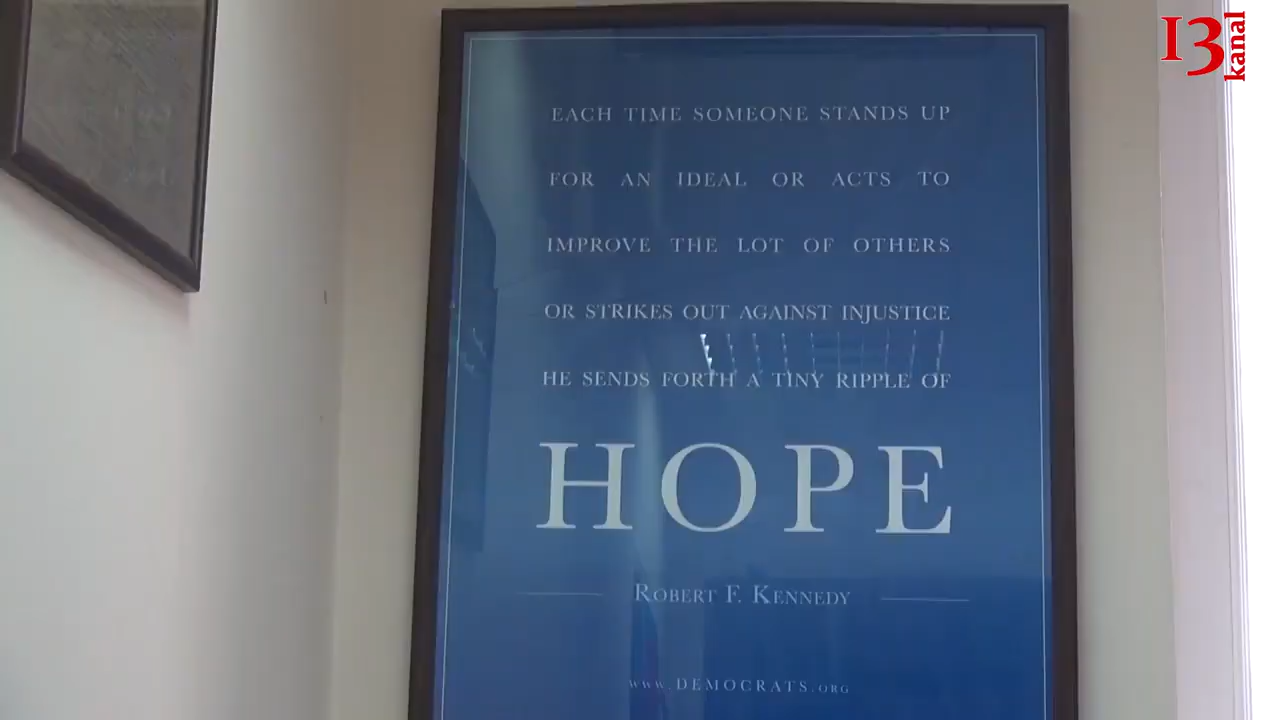 13
kanal
EACH TIME SOMEONE STANDS UP
FOR AN IDEAL OR ACTS TO
IMPROVE THE LOT OF OTHERS
OR STRIKES OUT AGAINST INJUSTICE
HE SENDS FORTH A TINY RIPPLE OF
HOPE
ROBERT F. KENNEDY
WWW.DEMOCRATS.ORG